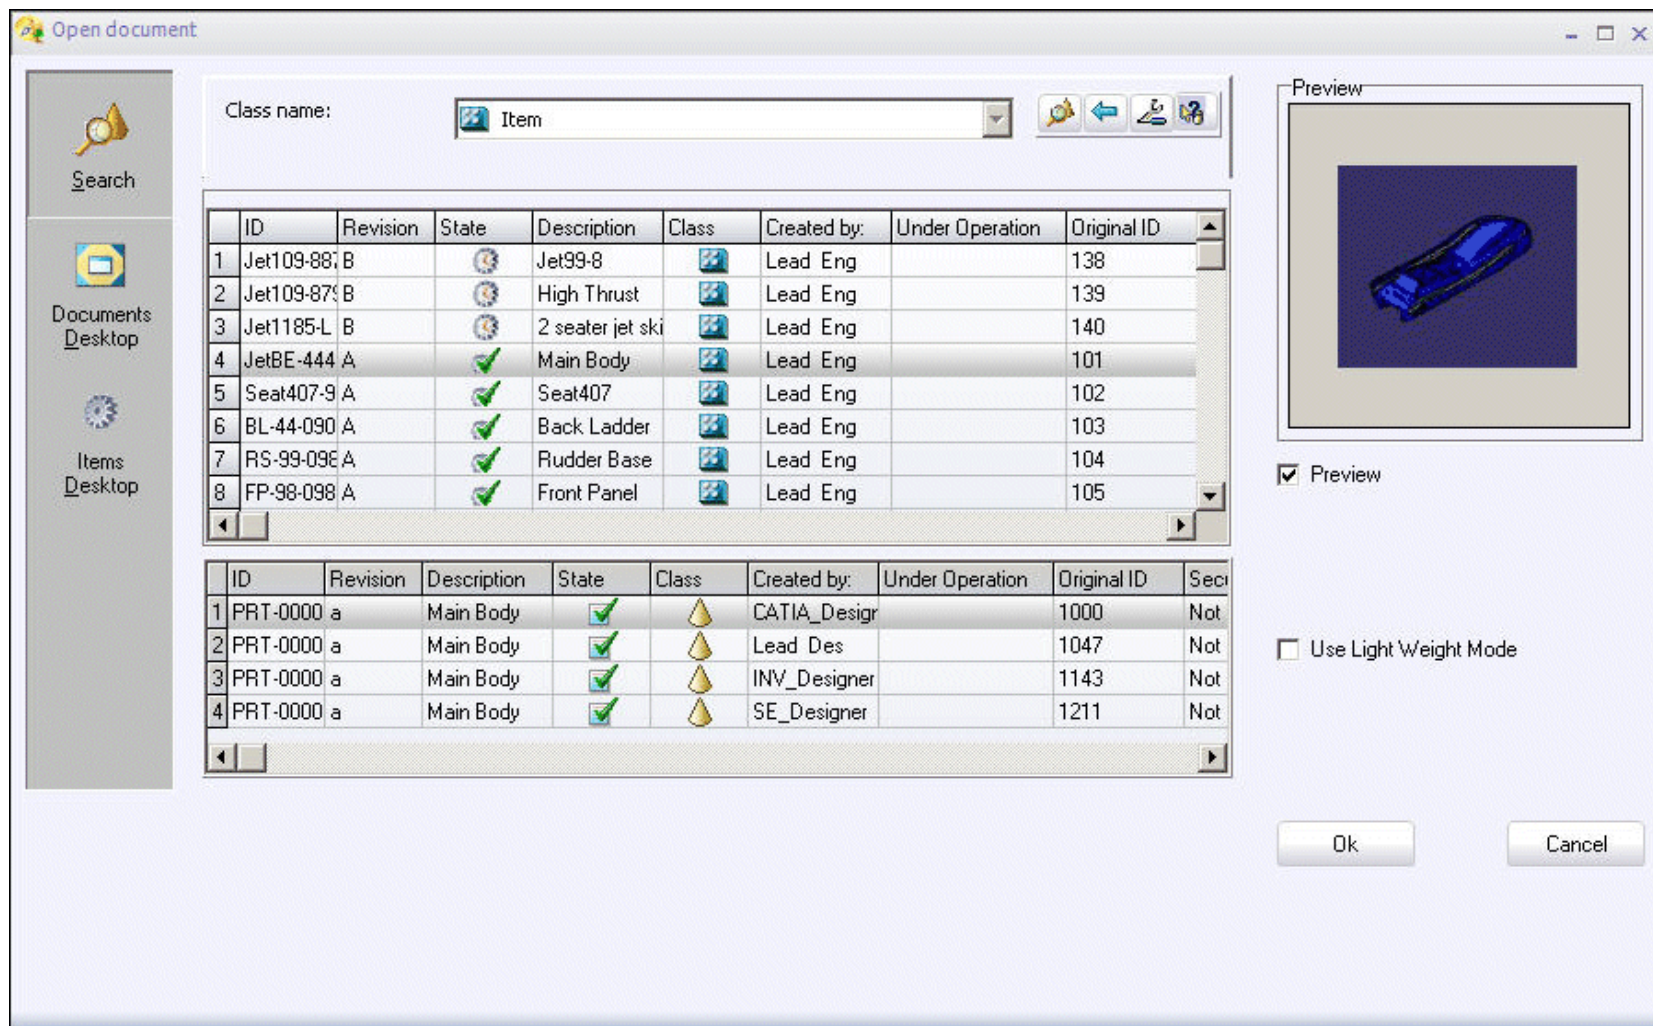 Open document
Search
Documents
Desktop
Items
Desktop
Class name:
Item
ID Revision State Description Class Created by: Under Operation Original ID
1 Jet109-887 B Jet99-8 Lead Eng 138
2 Jet109-879 B High Thrust Lead Eng 139
3 Jet1185-L B 2 seater jet ski Lead Eng 140
4 JetBE-444 A Main Body Lead Eng 101
5 Seat407-9 A Seat407 Lead Eng 102
6 BL-44-090 A Back Ladder Lead Eng 103
7 RS-99-098 A Rudder Base Lead Eng 104
8 FP-98-098 A Front Panel Lead Eng 105
ID Revision Description State Class Created by: Under Operation Original ID Secu
1 PRT-0000 a Main Body CATIA_Design 1000 Not
2 PRT-0000 a Main Body Lead Des 1047 Not
3 PRT-0000 a Main Body INV_Designer 1143 Not
4 PRT-0000 a Main Body SE_Designer 1211 Not
Preview
Preview
Use Light Weight Mode
Ok Cancel